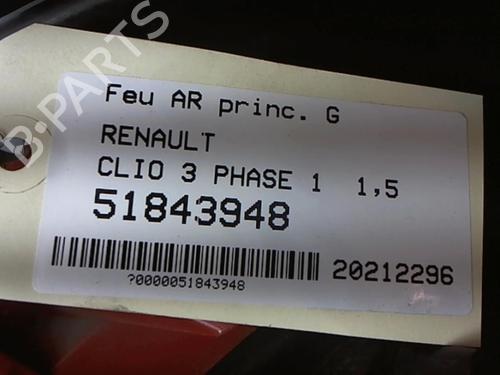 B-PARTS
Feu AR princ. G
RENAULT
CLIO 3 PHASE 1 1,5
51843948
20212296
?0000051843948